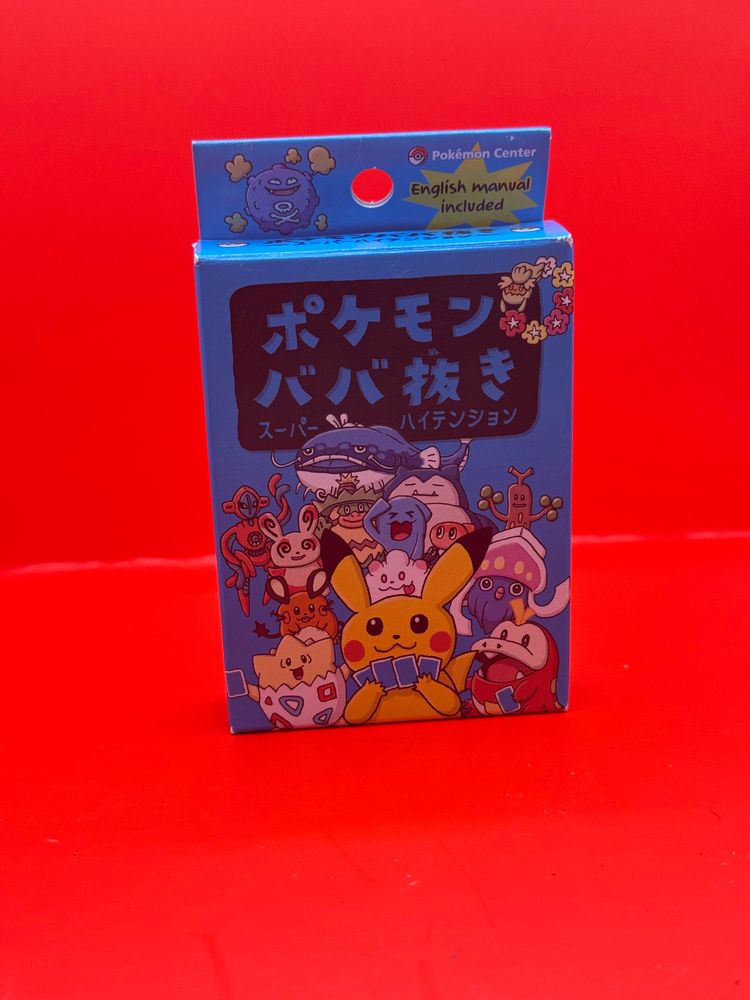 Pokémon Center
English manual
included
ポケモン
ババ抜き
ぬ
スーパー ハイテンション